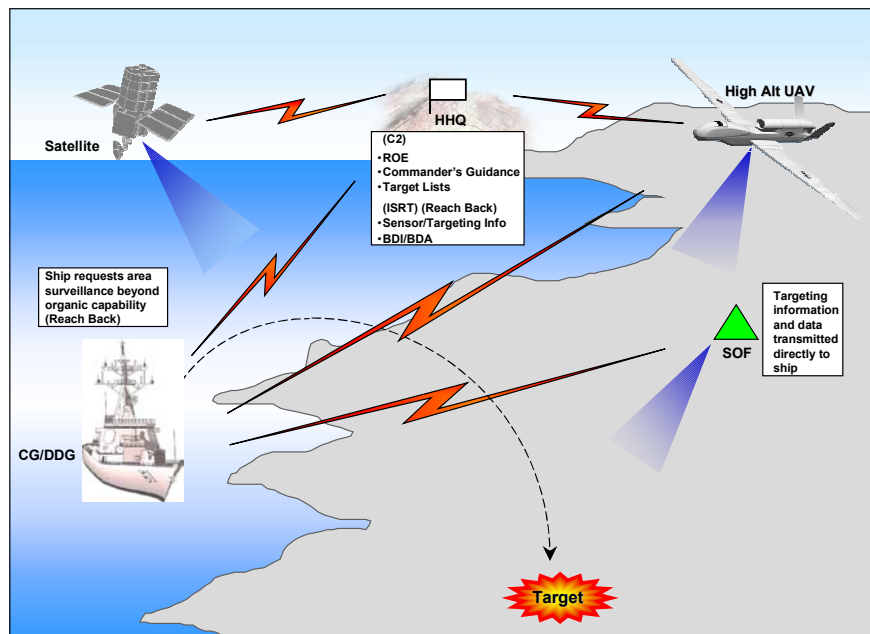 High Alt UAV
HHQ
Satellite
(C2)
•ROE
•Commander's Guidance
•Target Lists
(ISRT) (Reach Back)
•Sensor/Targeting Info
•BDI/BDA
Ship requests area
surveillance beyond
organic capability
(Reach Back)
Targeting
information
and data
transmitted
directly to
ship
SOF
CG/DDG
Target